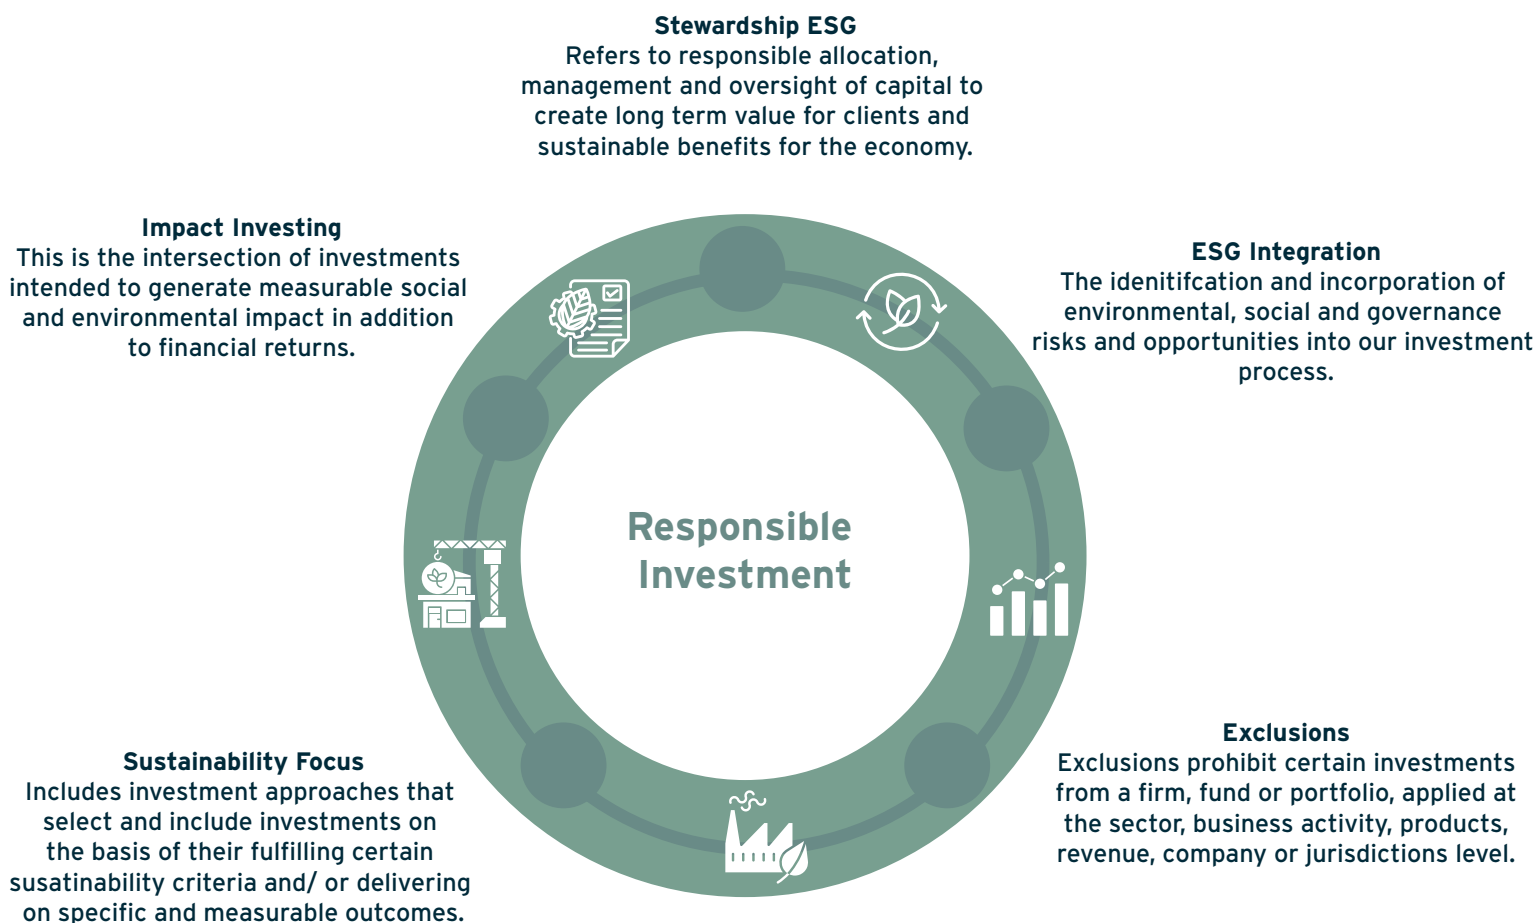 Stewardship ESG
Refers to responsible allocation,
management and oversight of capital to
create long term value for clients and
sustainable benefits for the economy.
Impact Investing
This is the intersection of investments
intended to generate measurable social
and environmental impact in addition
to financial returns.
ESG Integration
The idenitifcation and incorporation of
environmental, social and governance
risks and opportunities into our investment
process.
Responsible
Investment
Sustainability Focus
Includes investment approaches that
select and include investments on
the basis of their fulfilling certain
susatinability criteria and/ or delivering
on specific and measurable outcomes.
Exclusions
Exclusions prohibit certain investments
from a firm, fund or portfolio, applied at
the sector, business activity, products,
revenue, company or jurisdictions level.